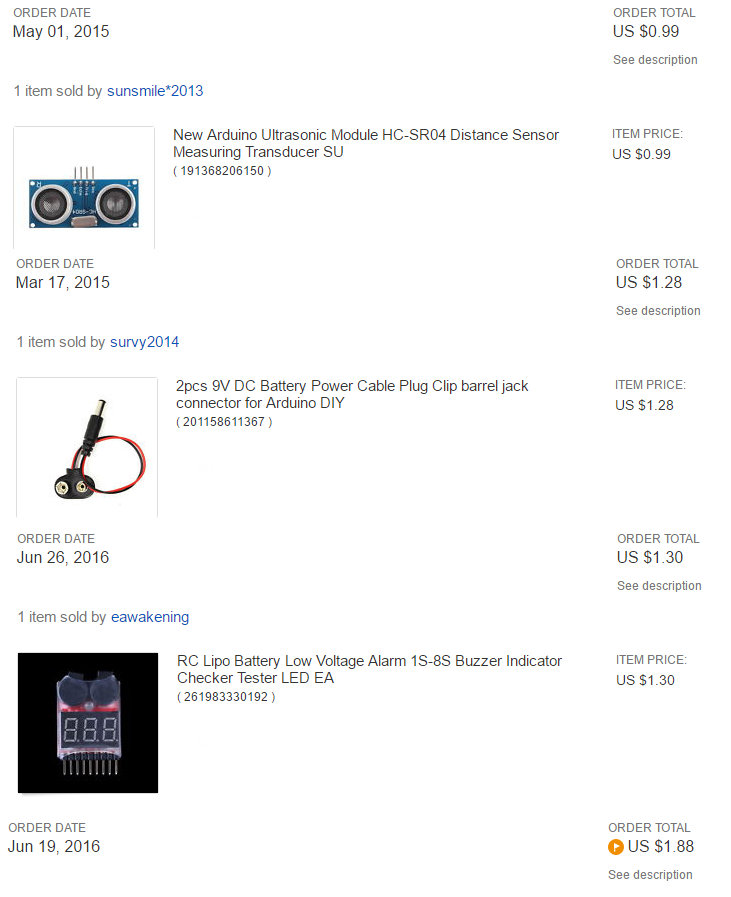 ORDER DATE
ORDER TOTAL
May 01, 2015
US $0.99
See description
1 item sold by sunsmile*2013
New Arduino Ultrasonic Module HC-SR04 Distance Sensor
Measuring Transducer SU
( 191368206150 )
ITEM PRICE:
US $0.99
HC-SR04
ORDER DATE
ORDER TOTAL
Mar 17, 2015
US $1.28
See description
1 item sold by survy2014
2pcs 9V DC Battery Power Cable Plug Clip barrel jack
connector for Arduino DIY
( 201158611367 )
ITEM PRICE:
US $1.28
ORDER DATE
ORDER TOTAL
Jun 26, 2016
US $1.30
See description
1 item sold by eawakening
RC Lipo Battery Low Voltage Alarm 1S-8S Buzzer Indicator
Checker Tester LED EA
( 261983330192 )
ITEM PRICE:
US $1.30
8.8.8.
ORDER DATE
ORDER TOTAL
Jun 19, 2016
US $1.88
See description